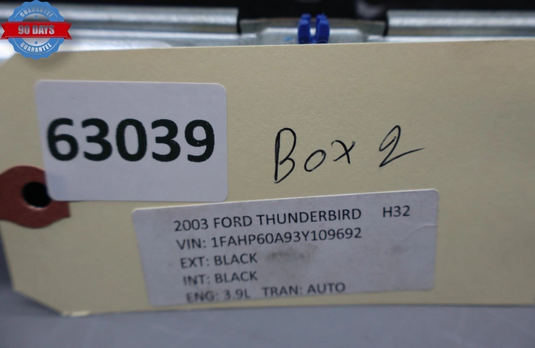 GUARANTEE
90 DAYS
GUARANTEE
63039
Box 2
2003 FORD THUNDERBIRD H32
VIN: 1FAHP60A93Y109692
EXT: BLACK
INT: BLACK
ENG: 3.9L TRAN: AUTO